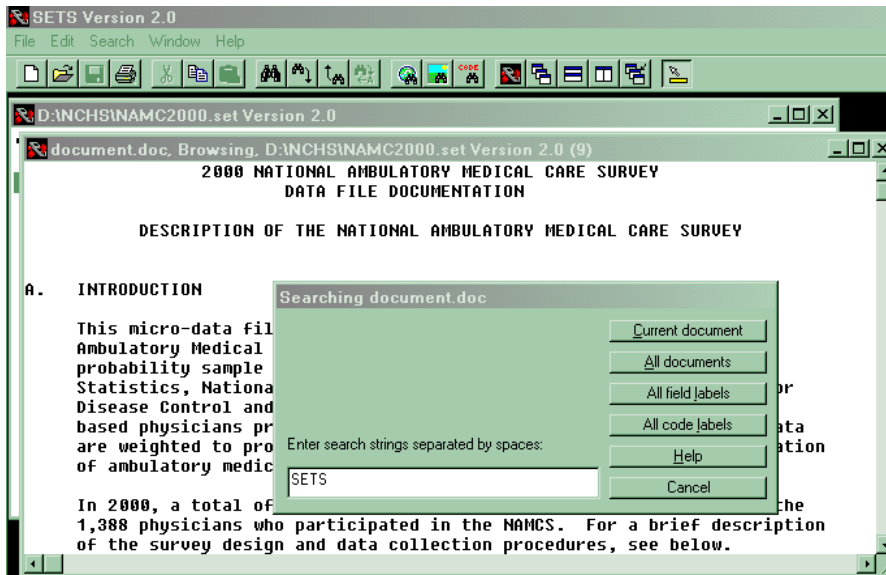 SETS Version 2.0
File Edit Search Window Help
CODE
D:\NCHS\NAMC2000.set Version 2.0
document.doc, Browsing, D:\NCHS\NAMC2000.set Version 2.0 (9)
2000 NATIONAL AMBULATORY MEDICAL CARE SURVEY
DATA FILE DOCUMENTATION
DESCRIPTION OF THE NATIONAL AMBULATORY MEDICAL CARE SURVEY
A. INTRODUCTION
This micro-data fil
Ambulatory Medical
probability sample
Statistics, Nationa
Disease Control and
based physicians pr
are weighted to pro
of ambulatory medic
In 2000, a total of
Searching document.doc
Enter search strings separated by spaces:
SETS
Current document
All documents
All field labels
All code labels
Help
Cancel
or
ata
ation
the
1,388 physicians who participated in the NAMCS. For a brief description
of the survey design and data collection procedures, see below.